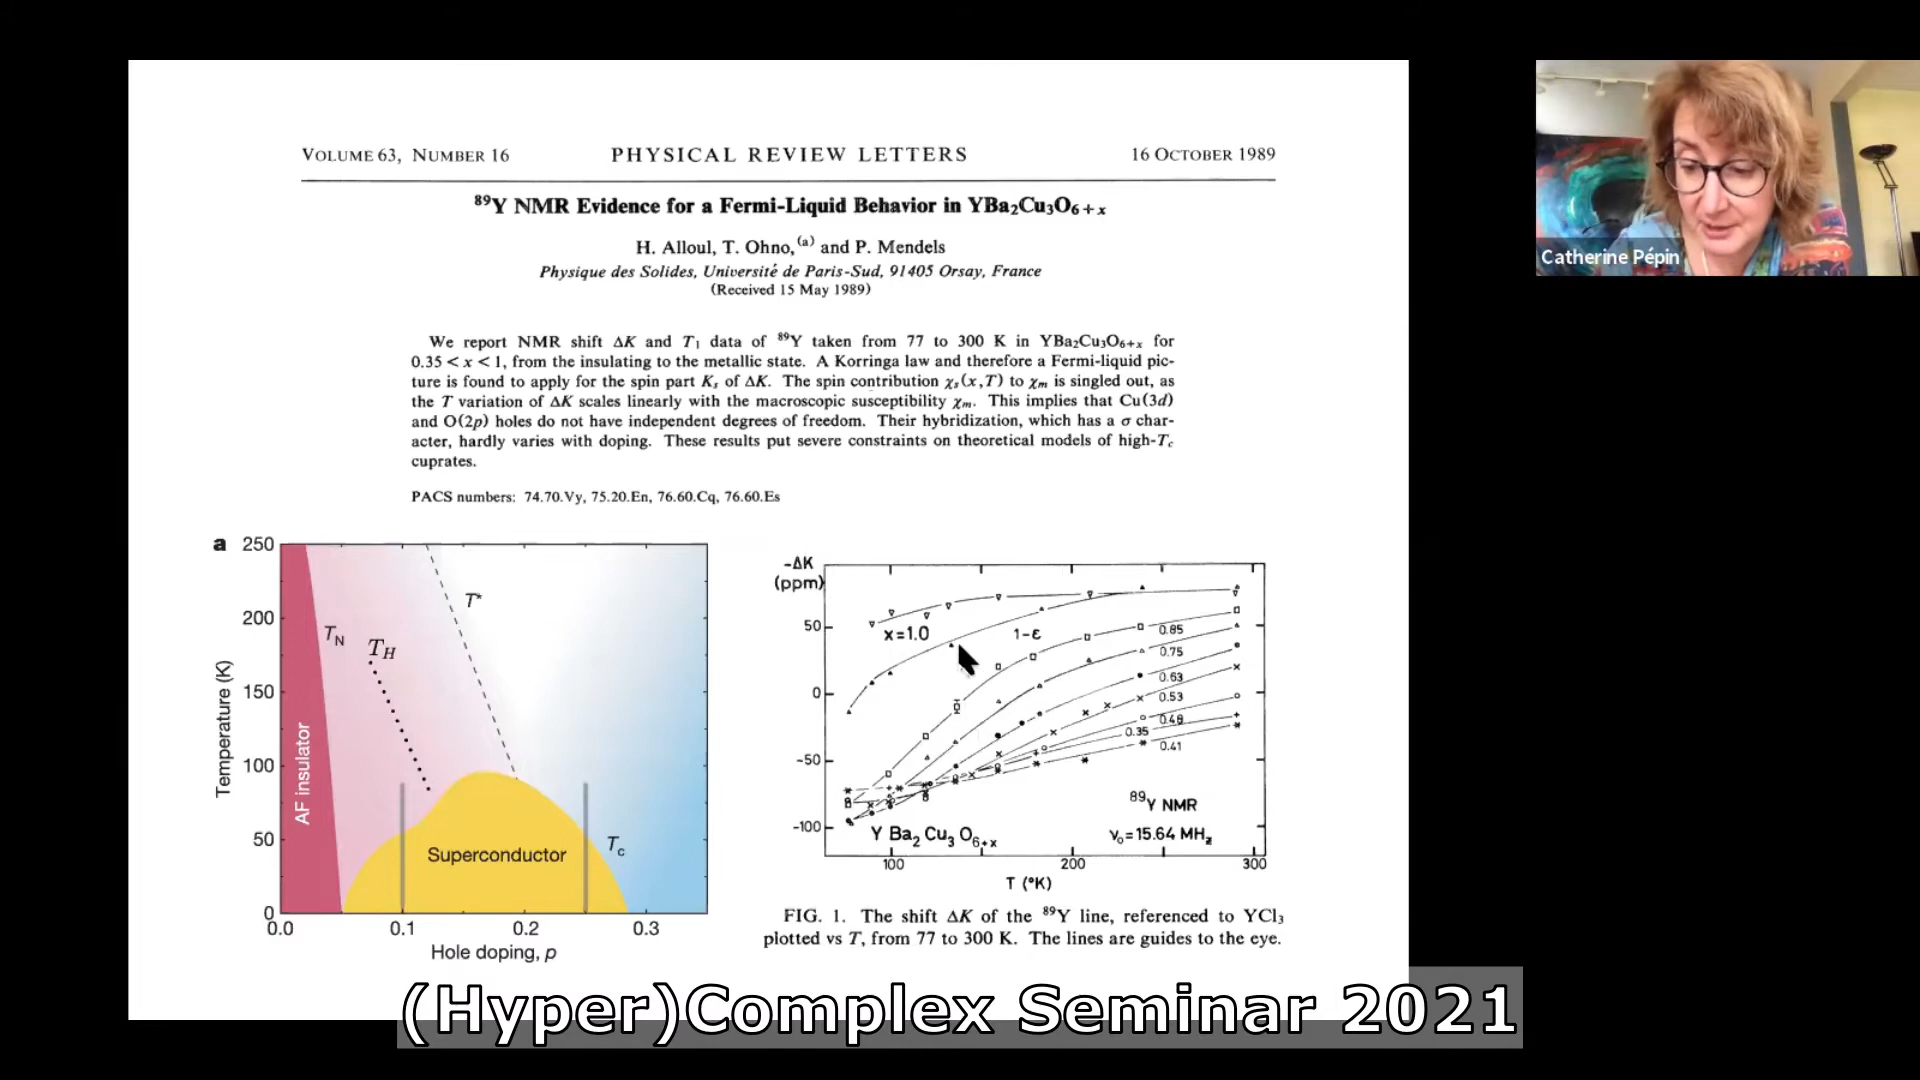 VOLUME 63, NUMBER 16 PHYSICAL REVIEW LETTERS 16 OCTOBER 1989
⁸⁹Y NMR Evidence for a Fermi-Liquid Behavior in YBa₂Cu₃O₆₊ₓ
H. Alloul, T. Ohno,⁽ᵃ⁾ and P. Mendels
Physique des Solides, Université de Paris-Sud, 91405 Orsay, France
(Received 15 May 1989)
We report NMR shift ΔK and T₁ data of ⁸⁹Y taken from 77 to 300 K in YBa₂Cu₃O₆₊ₓ for
0.35 < x < 1, from the insulating to the metallic state. A Korringa law and therefore a Fermi-liquid pic-
ture is found to apply for the spin part Kₛ of ΔK. The spin contribution χₛ(x,T) to χₘ is singled out, as
the T variation of ΔK scales linearly with the macroscopic susceptibility χₘ. This implies that Cu(3d)
and O(2p) holes do not have independent degrees of freedom. Their hybridization, which has a σ char-
acter, hardly varies with doping. These results put severe constraints on theoretical models of high-T꜀
cuprates.
PACS numbers: 74.70.Vy, 75.20.En, 76.60.Cq, 76.60.Es
Catherine Pépin
a
250
200
150
100
50
0
Temperature (K)
AF insulator
T_N
T_H
T*
Superconductor
T_c
0.0 0.1 0.2 0.3
Hole doping, p
-ΔK
(ppm)
50
0
-50
-100
x=1.0
1-ε
0.85
0.75
0.63
0.53
0.48
0.35
0.41
⁸⁹Y NMR
Y Ba₂ Cu₃ O₆₊ₓ
ν₀=15.64 MHz
100 200 300
T (°K)
FIG. 1. The shift ΔK of the ⁸⁹Y line, referenced to YCl₃
plotted vs T, from 77 to 300 K. The lines are guides to the eye.
(Hyper)Complex Seminar 2021